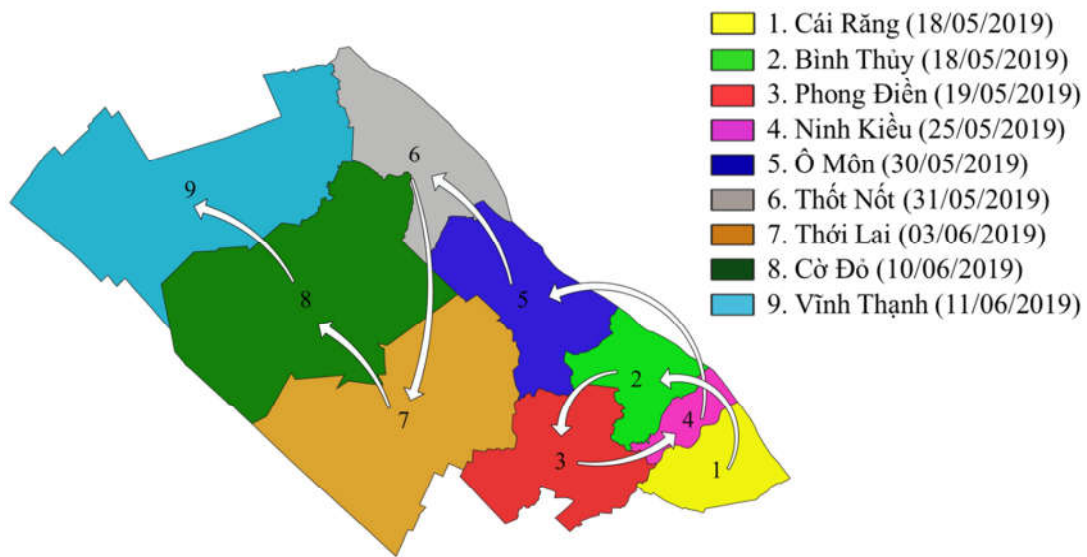 1. Cái Răng (18/05/2019)
2. Bình Thủy (18/05/2019)
3. Phong Điền (19/05/2019)
4. Ninh Kiều (25/05/2019)
5. Ô Môn (30/05/2019)
6. Thốt Nốt (31/05/2019)
7. Thới Lai (03/06/2019)
8. Cờ Đỏ (10/06/2019)
9. Vĩnh Thạnh (11/06/2019)
6
9
8
5
2
7
4
3
1